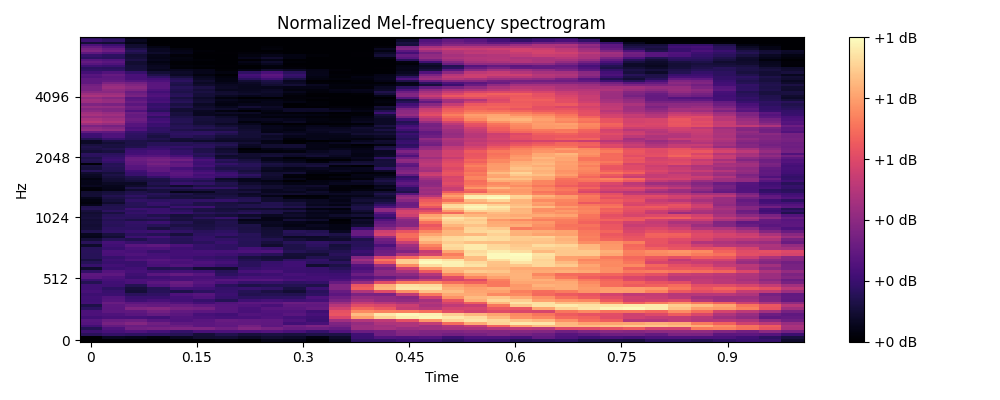 Normalized Mel-frequency spectrogram
Hz
4096
2048
1024
512
0
0 0.15 0.3 0.45 0.6 0.75 0.9
Time
+1 dB
+1 dB
+1 dB
+0 dB
+0 dB
+0 dB